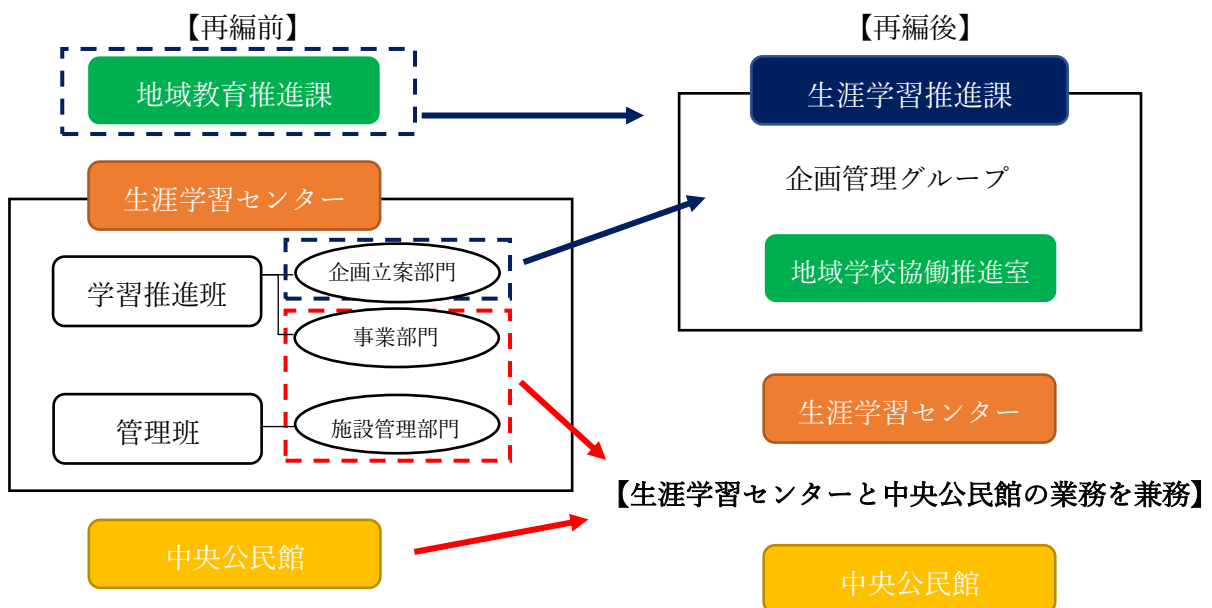 【再編前】
地域教育推進課
生涯学習センター
学習推進班
企画立案部門
事業部門
管理班
施設管理部門
中央公民館
【再編後】
生涯学習推進課
企画管理グループ
地域学校協働推進室
生涯学習センター
【生涯学習センターと中央公民館の業務を兼務】
中央公民館